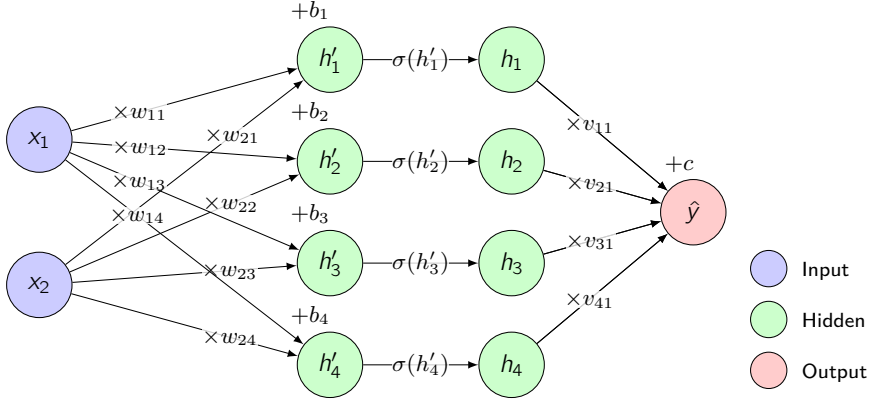 +b₁
h′₁
σ(h′₁)
h₁
×w₁₁
×v₁₁
x₁
×w₂₁
+b₂
×w₁₂
h′₂
σ(h′₂)
h₂
+c
×w₁₃
×v₂₁
×w₂₂
×w₁₄
+b₃
ŷ
×v₃₁
h′₃
σ(h′₃)
h₃
×w₂₃
x₂
×v₄₁
+b₄
×w₂₄
h′₄
σ(h′₄)
h₄
Input
Hidden
Output